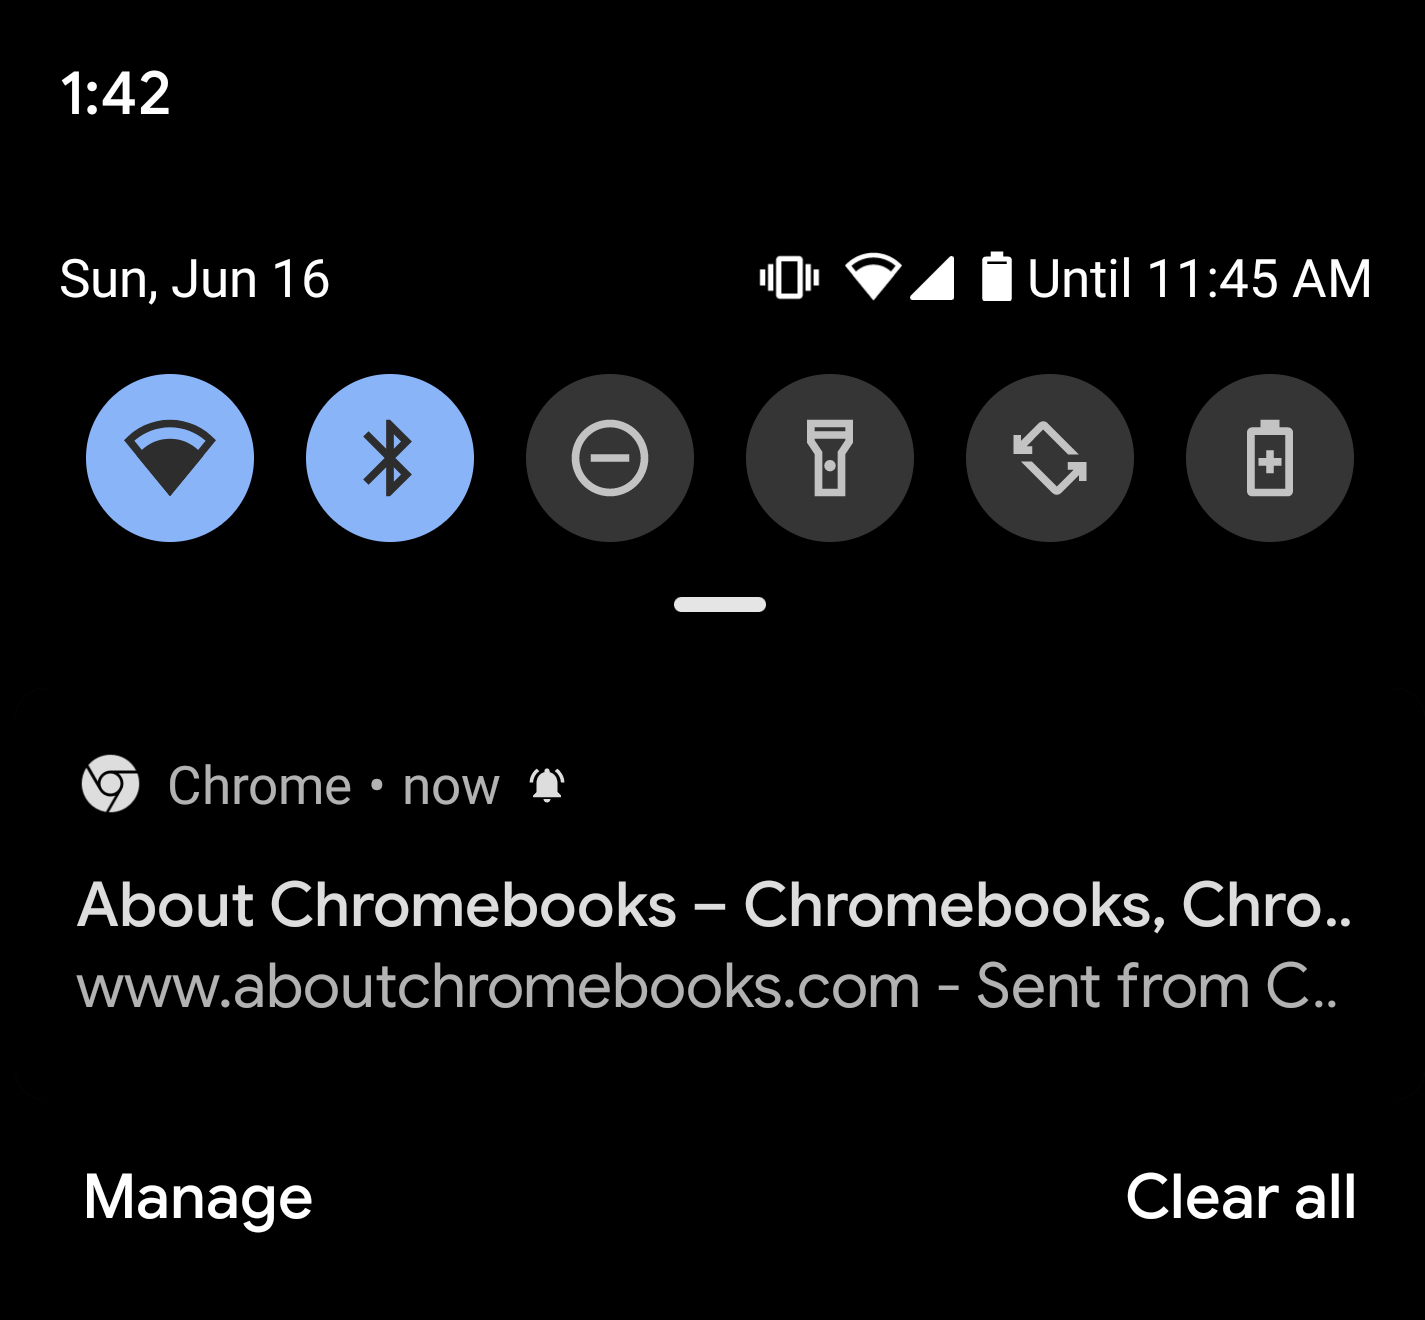 1:42
Sun, Jun 16 Until 11:45 AM
Chrome • now
About Chromebooks – Chromebooks, Chro..
www.aboutchromebooks.com - Sent from C..
Manage Clear all